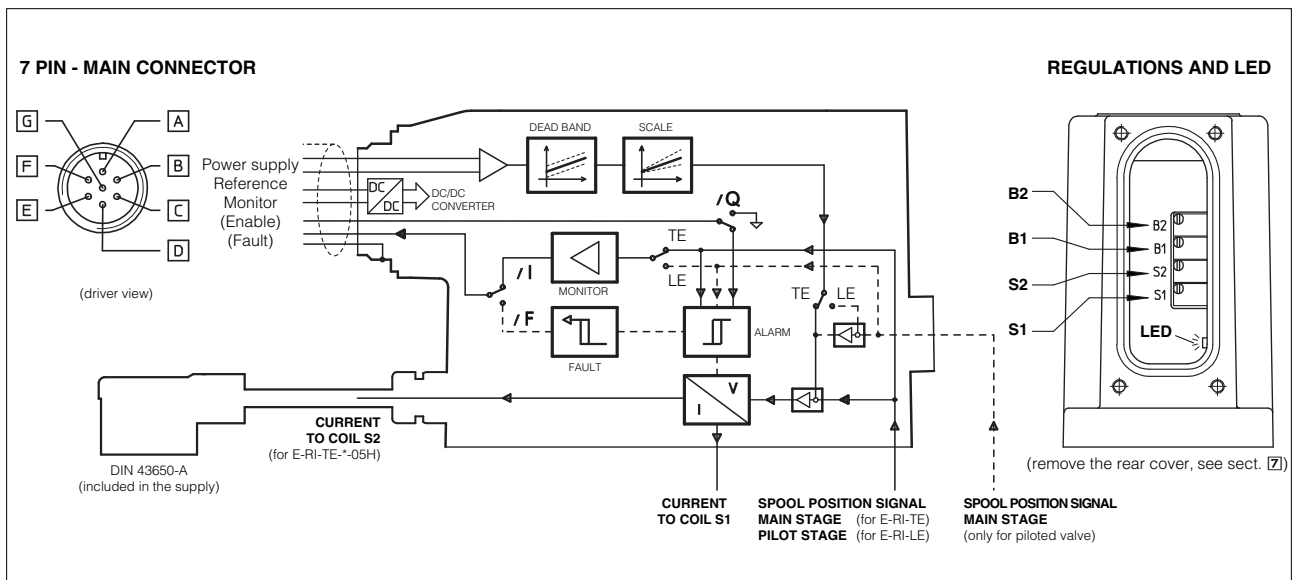 7 PIN - MAIN CONNECTOR
REGULATIONS AND LED
G
A
F
B
E
C
D
(driver view)
Power supply
Reference
Monitor
(Enable)
(Fault)
DC
DC
DC/DC
CONVERTER
DEAD BAND
SCALE
/Q
TE
LE
/I
MONITOR
/F
FAULT
ALARM
TE
LE
V
I
CURRENT
TO COIL S2
(for E-RI-TE-*-05H)
DIN 43650-A
(included in the supply)
CURRENT
TO COIL S1
SPOOL POSITION SIGNAL
MAIN STAGE (for E-RI-TE)
PILOT STAGE (for E-RI-LE)
SPOOL POSITION SIGNAL
MAIN STAGE
(only for piloted valve)
B2
B1
S2
S1
B2
B1
S2
S1
LED
(remove the rear cover, see sect. 7)